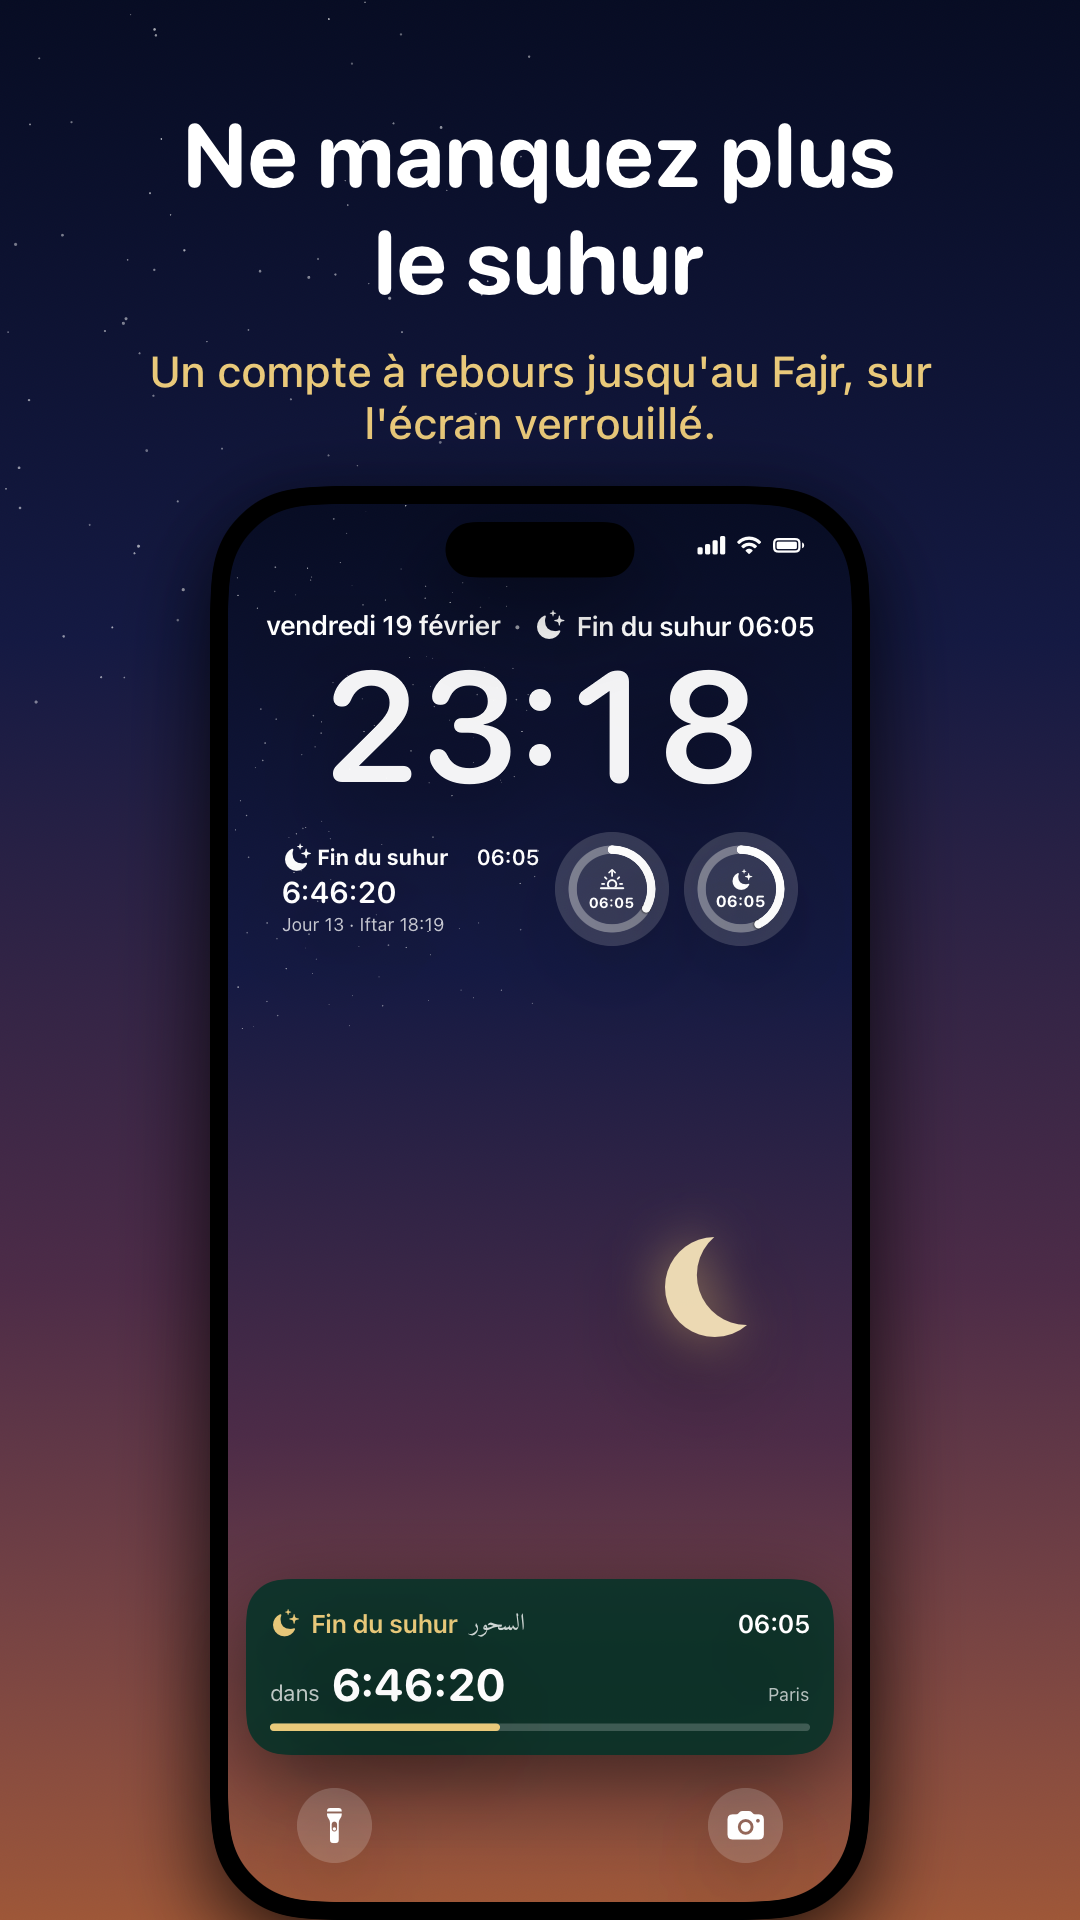 Ne manquez plus
le suhur
Un compte à rebours jusqu'au Fajr, sur
l'écran verrouillé.
vendredi 19 février · Fin du suhur 06:05
23:18
Fin du suhur 06:05
6:46:20
Jour 13 · Iftar 18:19
06:05
06:05
Fin du suhur السحور 06:05
dans 6:46:20 Paris